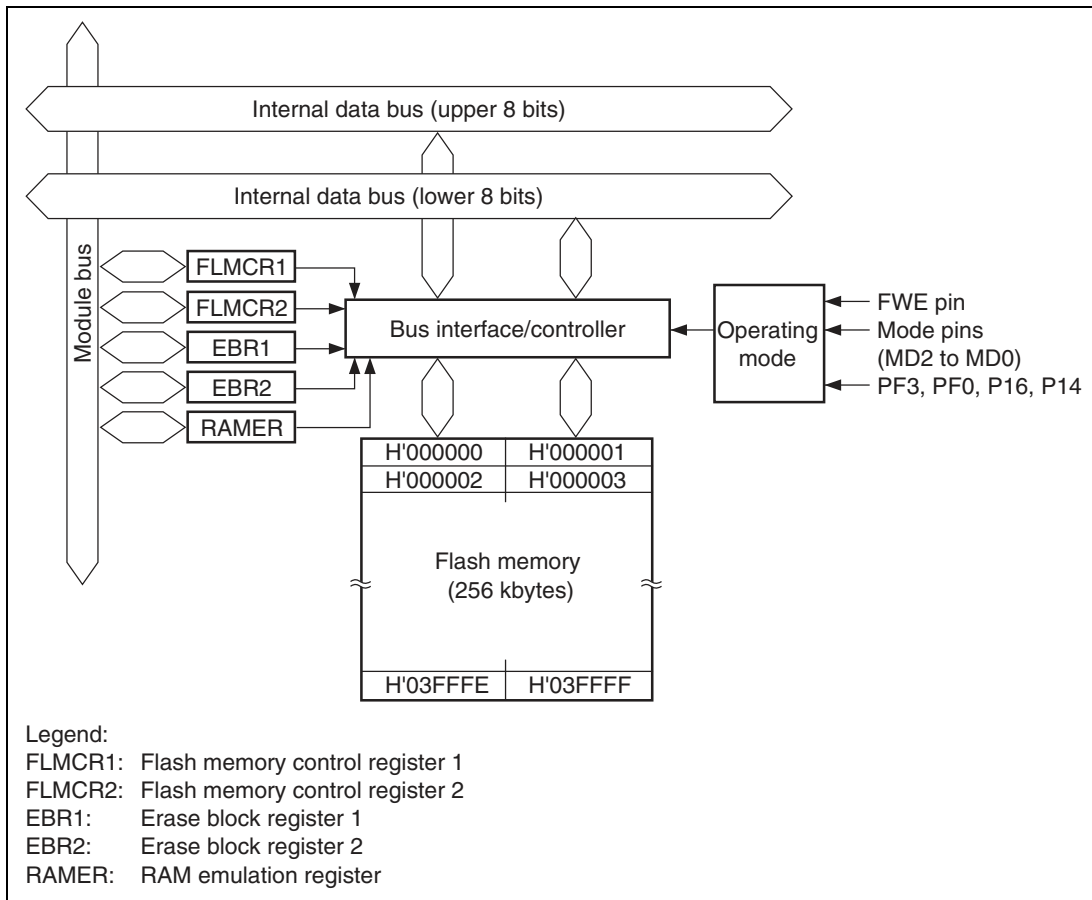 Internal data bus (upper 8 bits)
Internal data bus (lower 8 bits)
Module bus
FLMCR1
FLMCR2
EBR1
EBR2
RAMER
Bus interface/controller
Operating
mode
FWE pin
Mode pins
(MD2 to MD0)
PF3, PF0, P16, P14
H'000000 H'000001
H'000002 H'000003
Flash memory
(256 kbytes)
H'03FFFE H'03FFFF
Legend:
FLMCR1: Flash memory control register 1
FLMCR2: Flash memory control register 2
EBR1: Erase block register 1
EBR2: Erase block register 2
RAMER: RAM emulation register